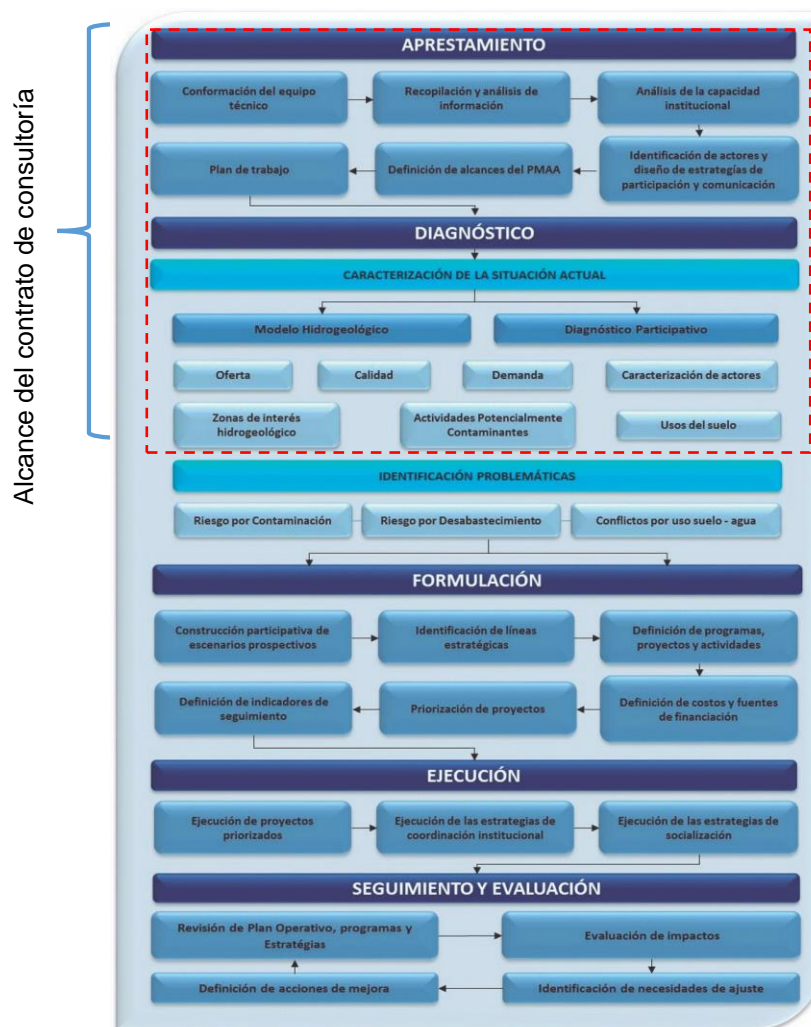 Alcance del contrato de consultoría
APRESTAMIENTO
Conformación del equipo
técnico
Recopilación y análisis de
información
Análisis de la capacidad
institucional
Plan de trabajo
Definición de alcances del PMAA
Identificación de actores y
diseño de estrategías de
participación y comunicación
DIAGNÓSTICO
CARACTERIZACIÓN DE LA SITUACIÓN ACTUAL
Modelo Hidrogeológico
Diagnóstico Participativo
Oferta
Calidad
Demanda
Caracterización de actores
Zonas de interés
hidrogeológico
Actividades Potencialmente
Contaminantes
Usos del suelo
IDENTIFICACIÓN PROBLEMÁTICAS
Riesgo por Contaminación
Riesgo por Desabastecimiento
Conflictos por uso suelo - agua
FORMULACIÓN
Construcción participativa de
escenarios prospectivos
Identificación de líneas
estratégicas
Definición de programas,
proyectos y actividades
Definición de indicadores de
seguimiento
Priorización de proyectos
Definición de costos y fuentes
de financiación
EJECUCIÓN
Ejecución de proyectos
priorizados
Ejecución de las estrategias de
coordinación institucional
Ejecución de las estrategias de
socialización
SEGUIMIENTO Y EVALUACIÓN
Revisión de Plan Operativo, programas y
Estratégias
Evaluación de impactos
Definición de acciones de mejora
Identificación de necesidades de ajuste